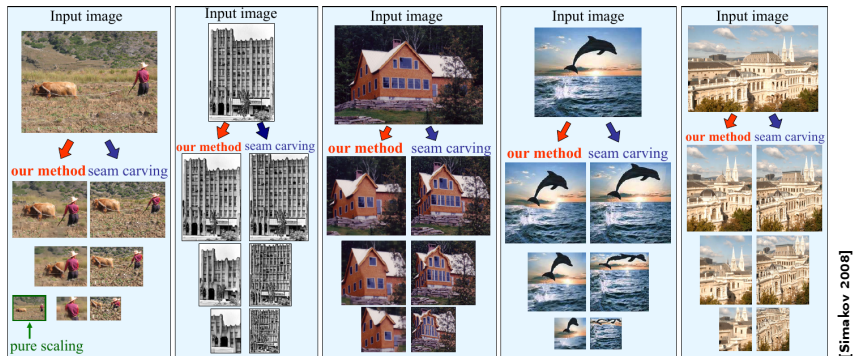 Input image
our method seam carving
pure scaling
Input image
our method seam carving
Input image
our method seam carving
Input image
our method seam carving
Input image
our method seam carving
[Simakov 2008]